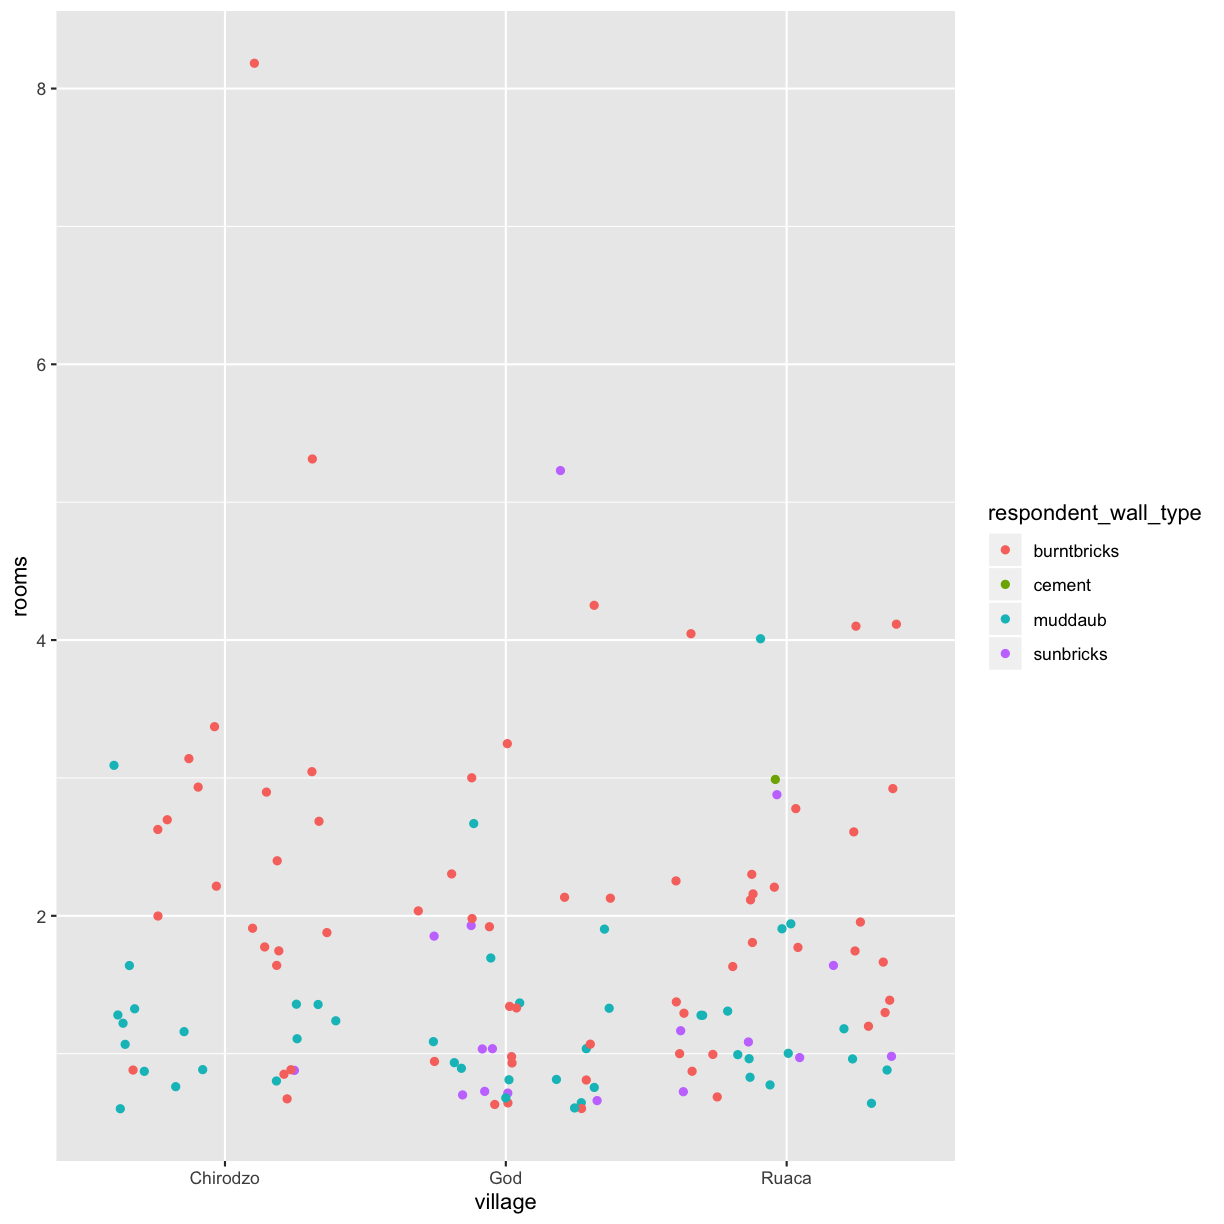 8
6
4
2
rooms
Chirodzo
God
Ruaca
village
respondent_wall_type
burntbricks
cement
muddaub
sunbricks